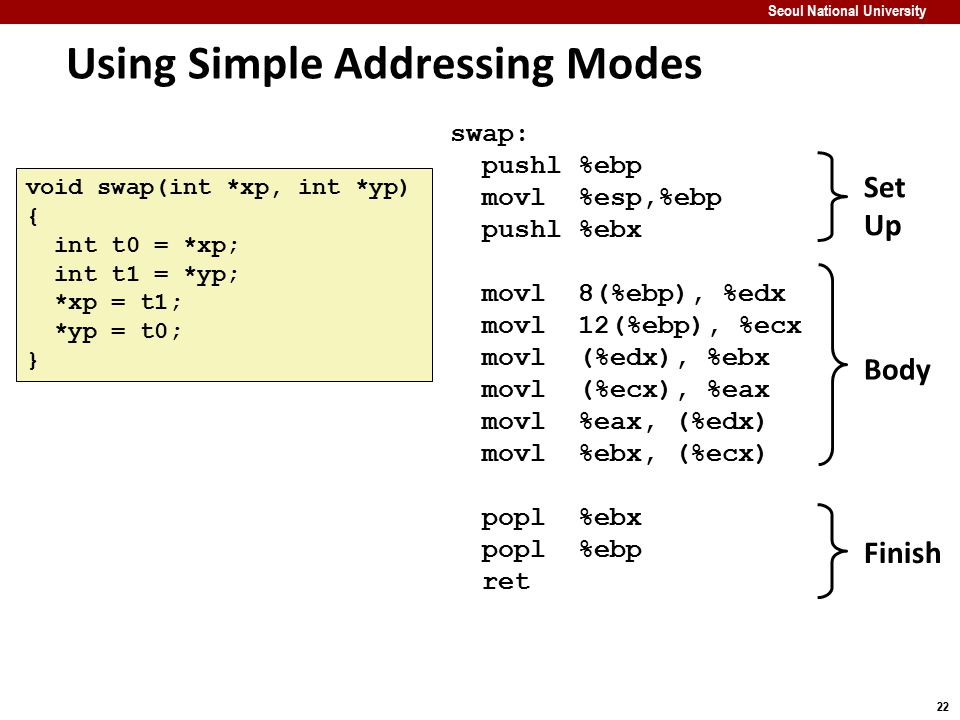 Seoul National University
Using Simple Addressing Modes
void swap(int *xp, int *yp)
{
  int t0 = *xp;
  int t1 = *yp;
  *xp = t1;
  *yp = t0;
}
swap:
  pushl %ebp
  movl  %esp,%ebp
  pushl %ebx
Set
Up
  movl  8(%ebp), %edx
  movl  12(%ebp), %ecx
  movl  (%edx), %ebx
  movl  (%ecx), %eax
  movl  %eax, (%edx)
  movl  %ebx, (%ecx)
Body
  popl  %ebx
  popl  %ebp
  ret
Finish
22